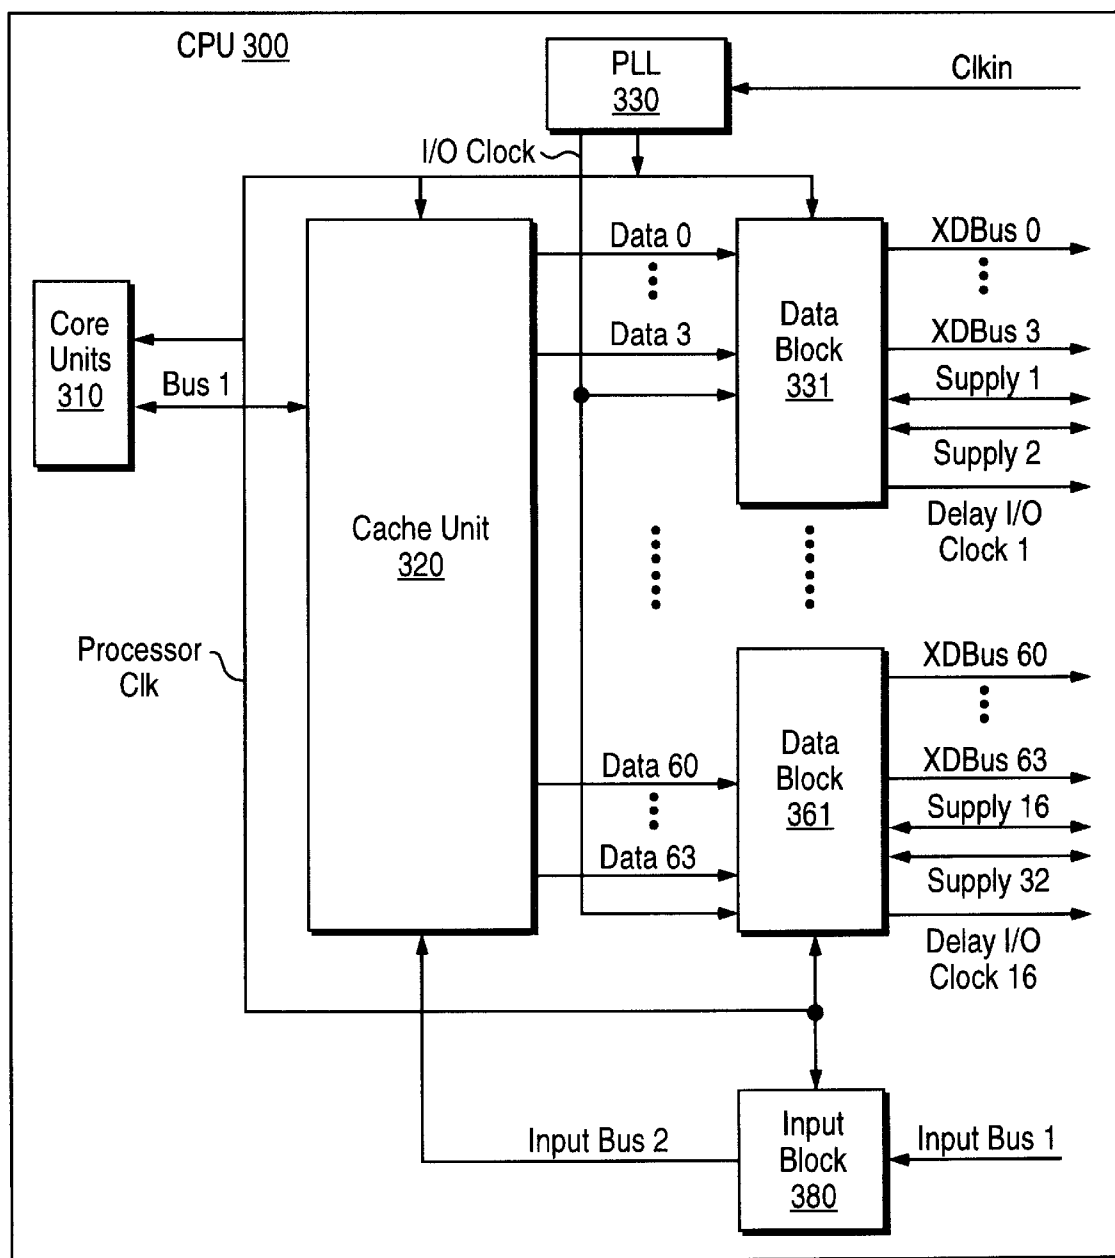 CPU 300
PLL
330
Clkin
I/O Clock
Core
Units
310
Bus 1
Cache Unit
320
Data 0
Data 3
Data
Block
331
XDBus 0
XDBus 3
Supply 1
Supply 2
Delay I/O
Clock 1
Processor
Clk
Data 60
Data 63
Data
Block
361
XDBus 60
XDBus 63
Supply 16
Supply 32
Delay I/O
Clock 16
Input Bus 2
Input
Block
380
Input Bus 1